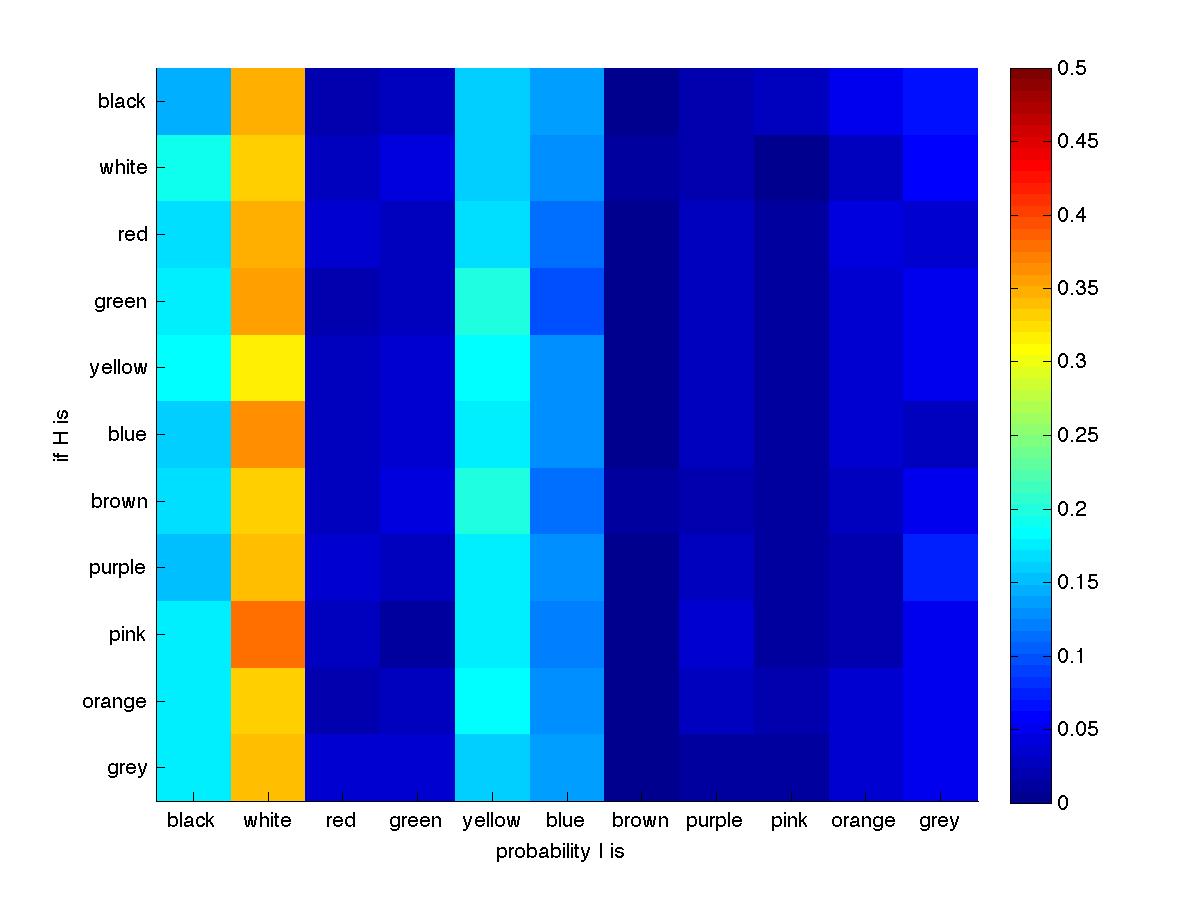 black
white
red
green
yellow
blue
brown
purple
pink
orange
grey
if H is
black white red green yellow blue brown purple pink orange grey
probability I is
0.5
0.45
0.4
0.35
0.3
0.25
0.2
0.15
0.1
0.05
0